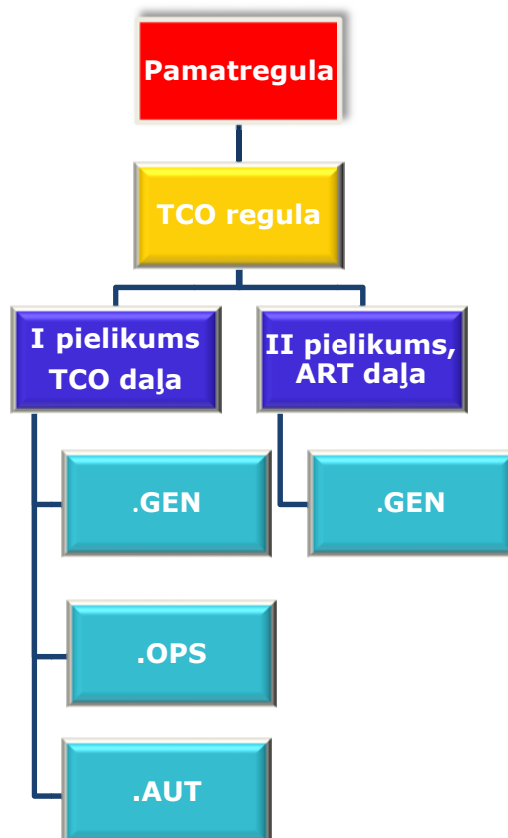 Pamatregula
TCO regula
I pielikums
TCO daļa
II pielikums,
ART daļa
.GEN
.GEN
.OPS
.AUT